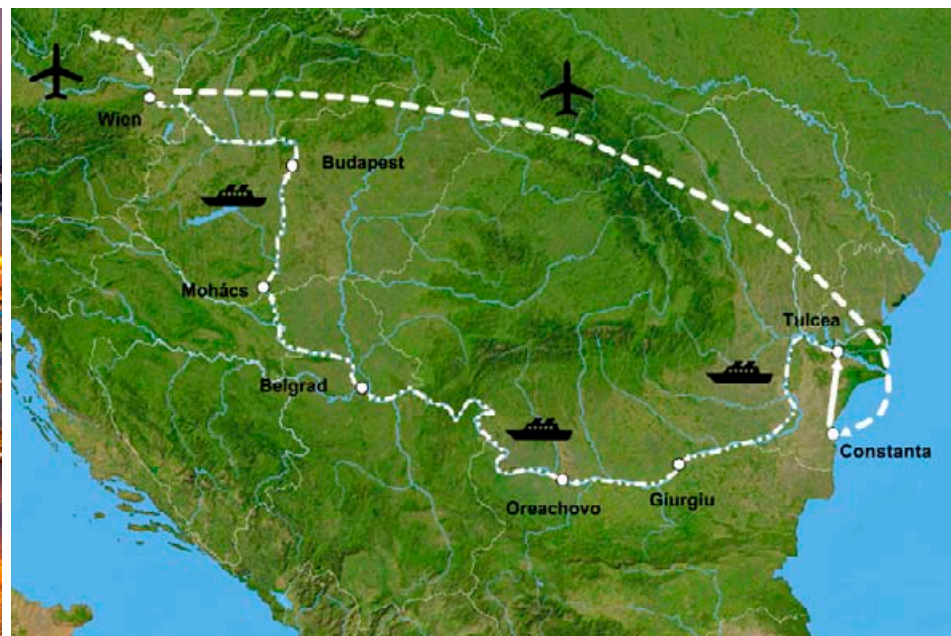 Wien
Budapest
Mohács
Tulcea
Belgrad
Constanta
Oreachovo
Giurgiu